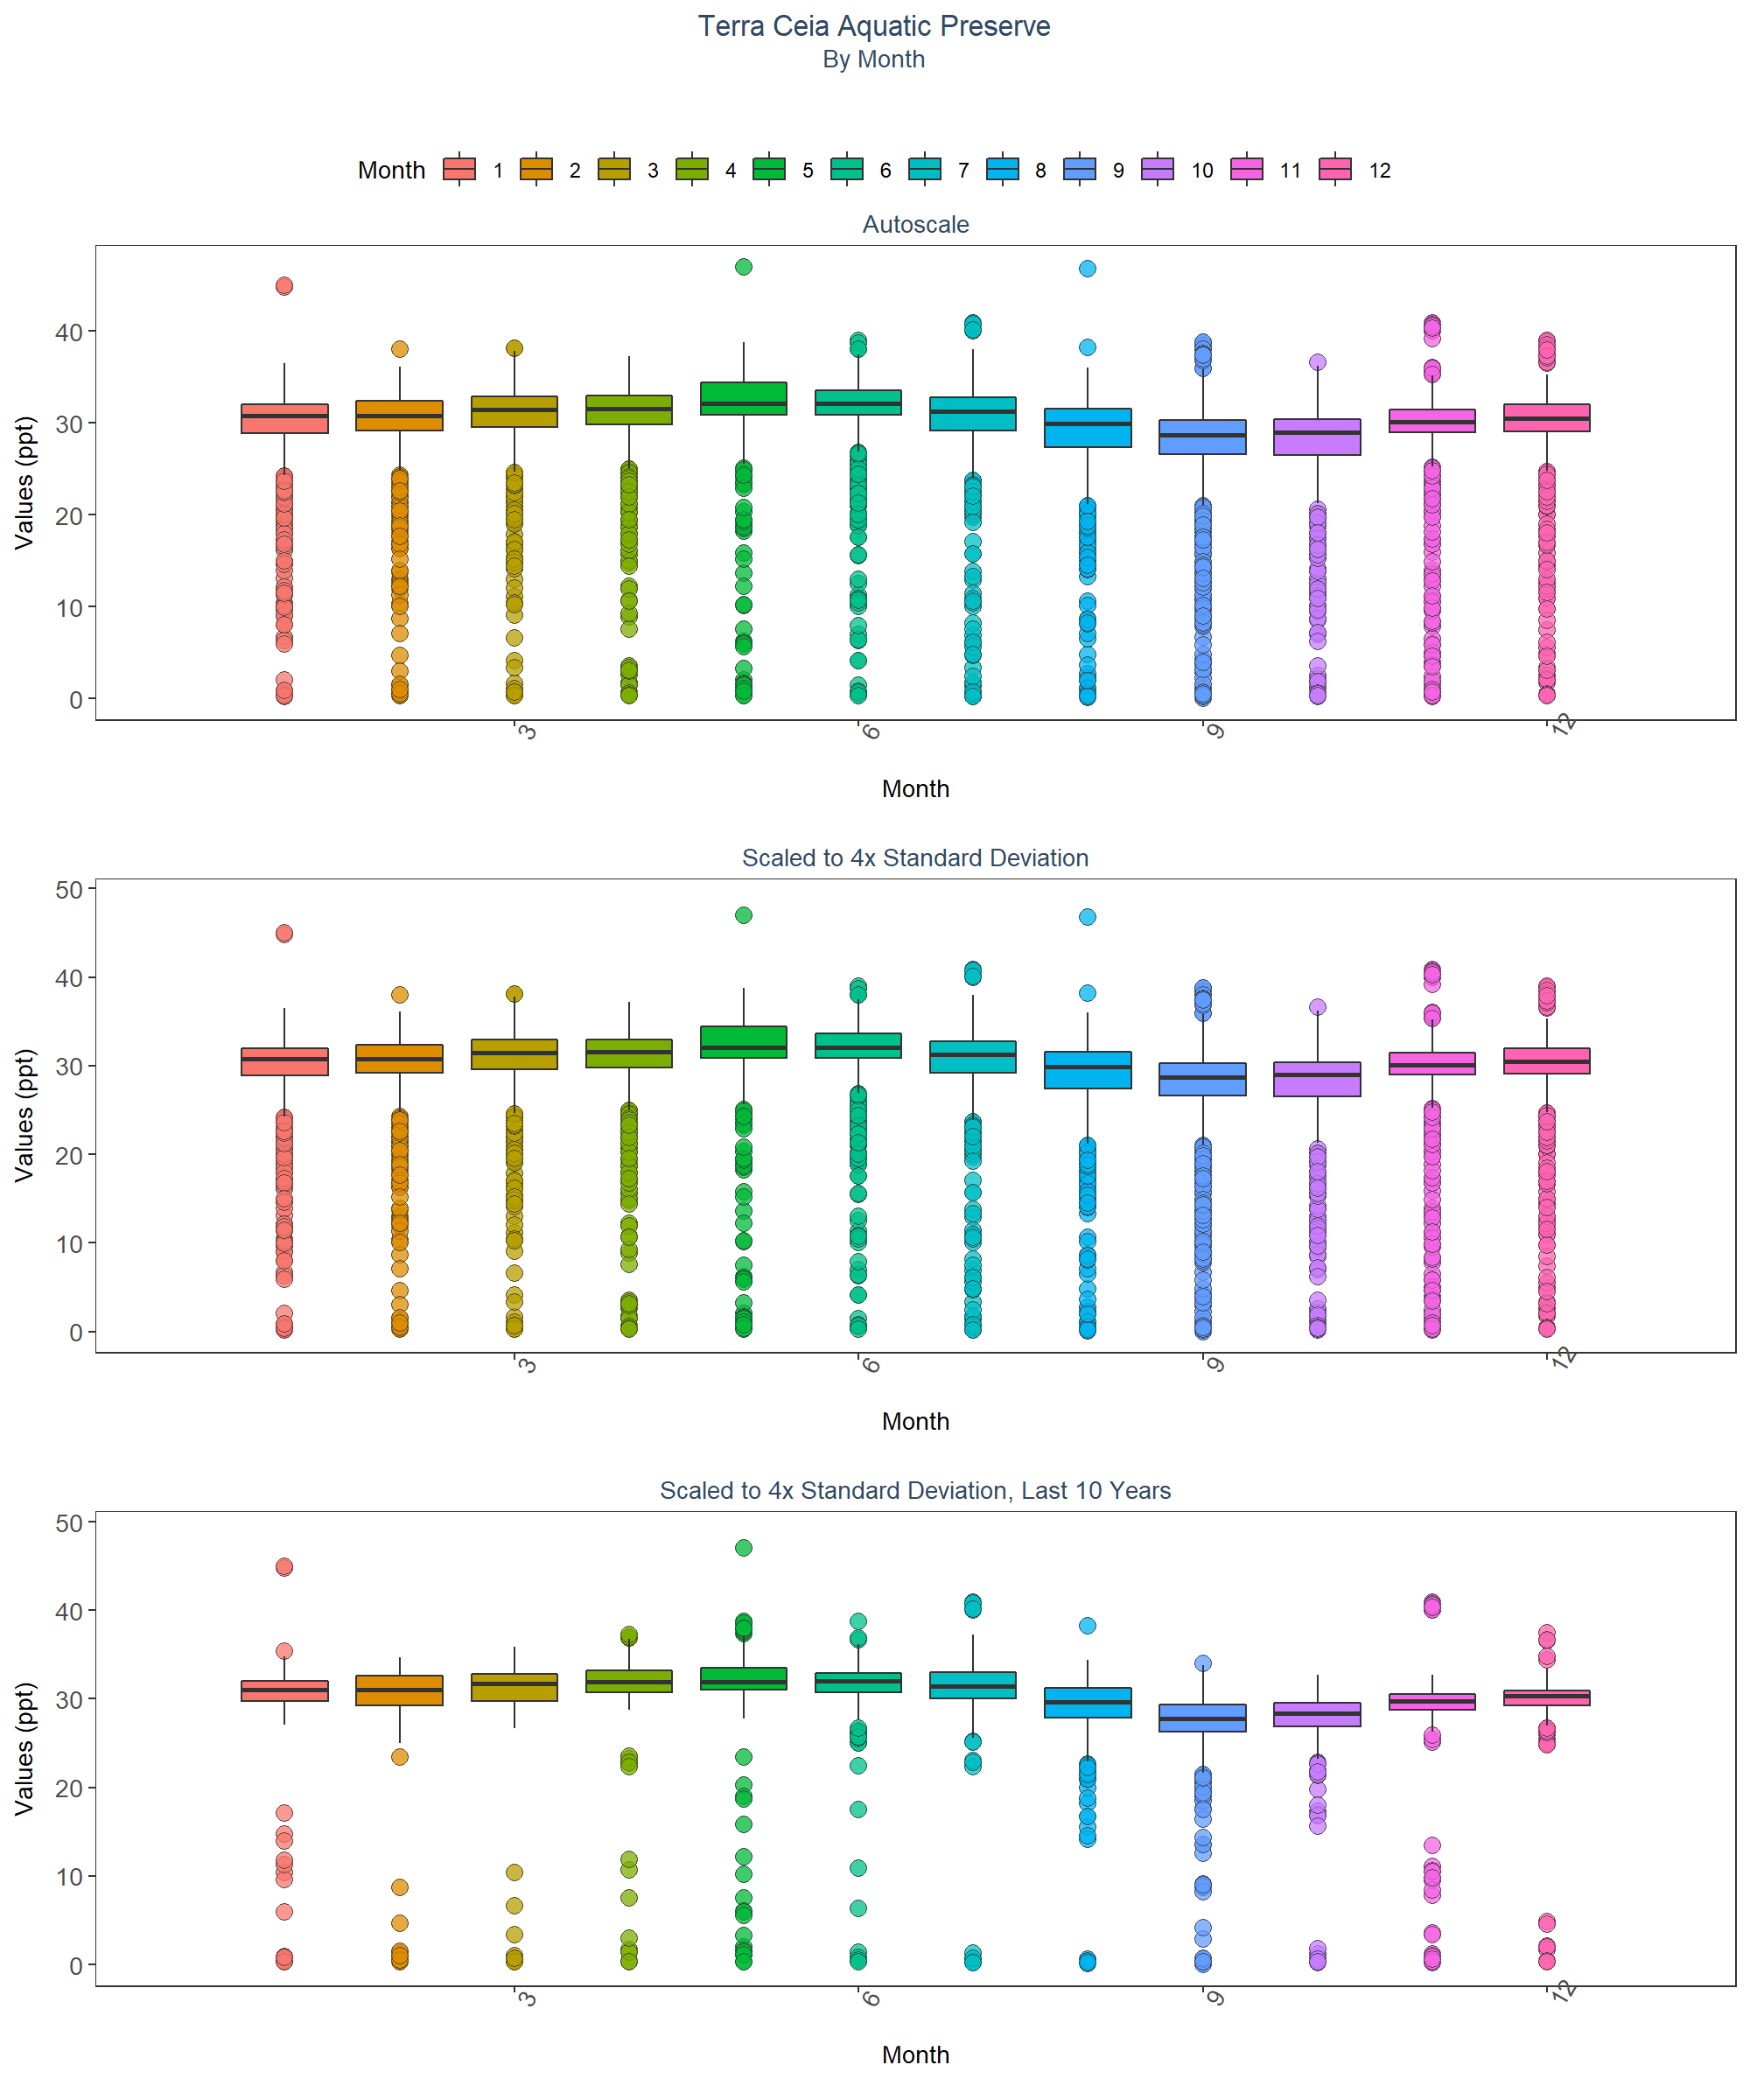 Terra Ceia Aquatic Preserve
By Month
Month 1 2 3 4 5 6 7 8 9 10 11 12
Autoscale
Values (ppt)
40
30
20
10
0
3 6 9 12
Month
Scaled to 4x Standard Deviation
Values (ppt)
50
40
30
20
10
0
3 6 9 12
Month
Scaled to 4x Standard Deviation, Last 10 Years
Values (ppt)
50
40
30
20
10
0
3 6 9 12
Month